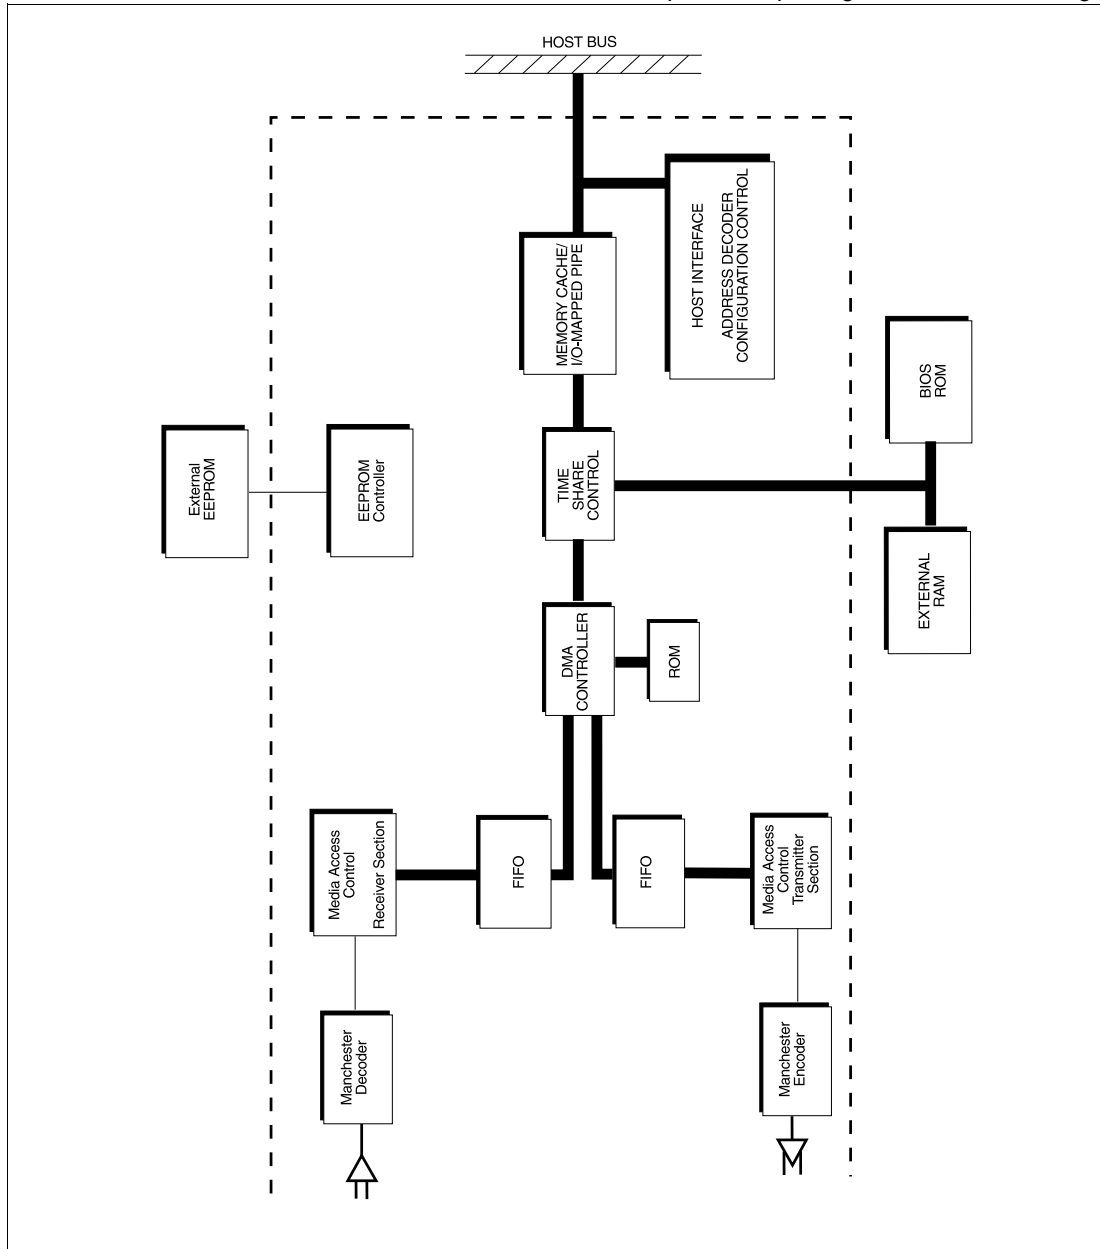 HOST BUS
HOST INTERFACE
ADDRESS DECODER
CONFIGURATION CONTROL
MEMORY CACHE/
I/O-MAPPED PIPE
BIOS
ROM
External
EEPROM
EEPROM
Controller
TIME
SHARE
CONTROL
EXTERNAL
RAM
DMA
CONTROLLER
ROM
Media Access
Control
Receiver Section
FIFO
FIFO
Media Access
Control
Transmitter
Section
Manchester
Decoder
Manchester
Encoder